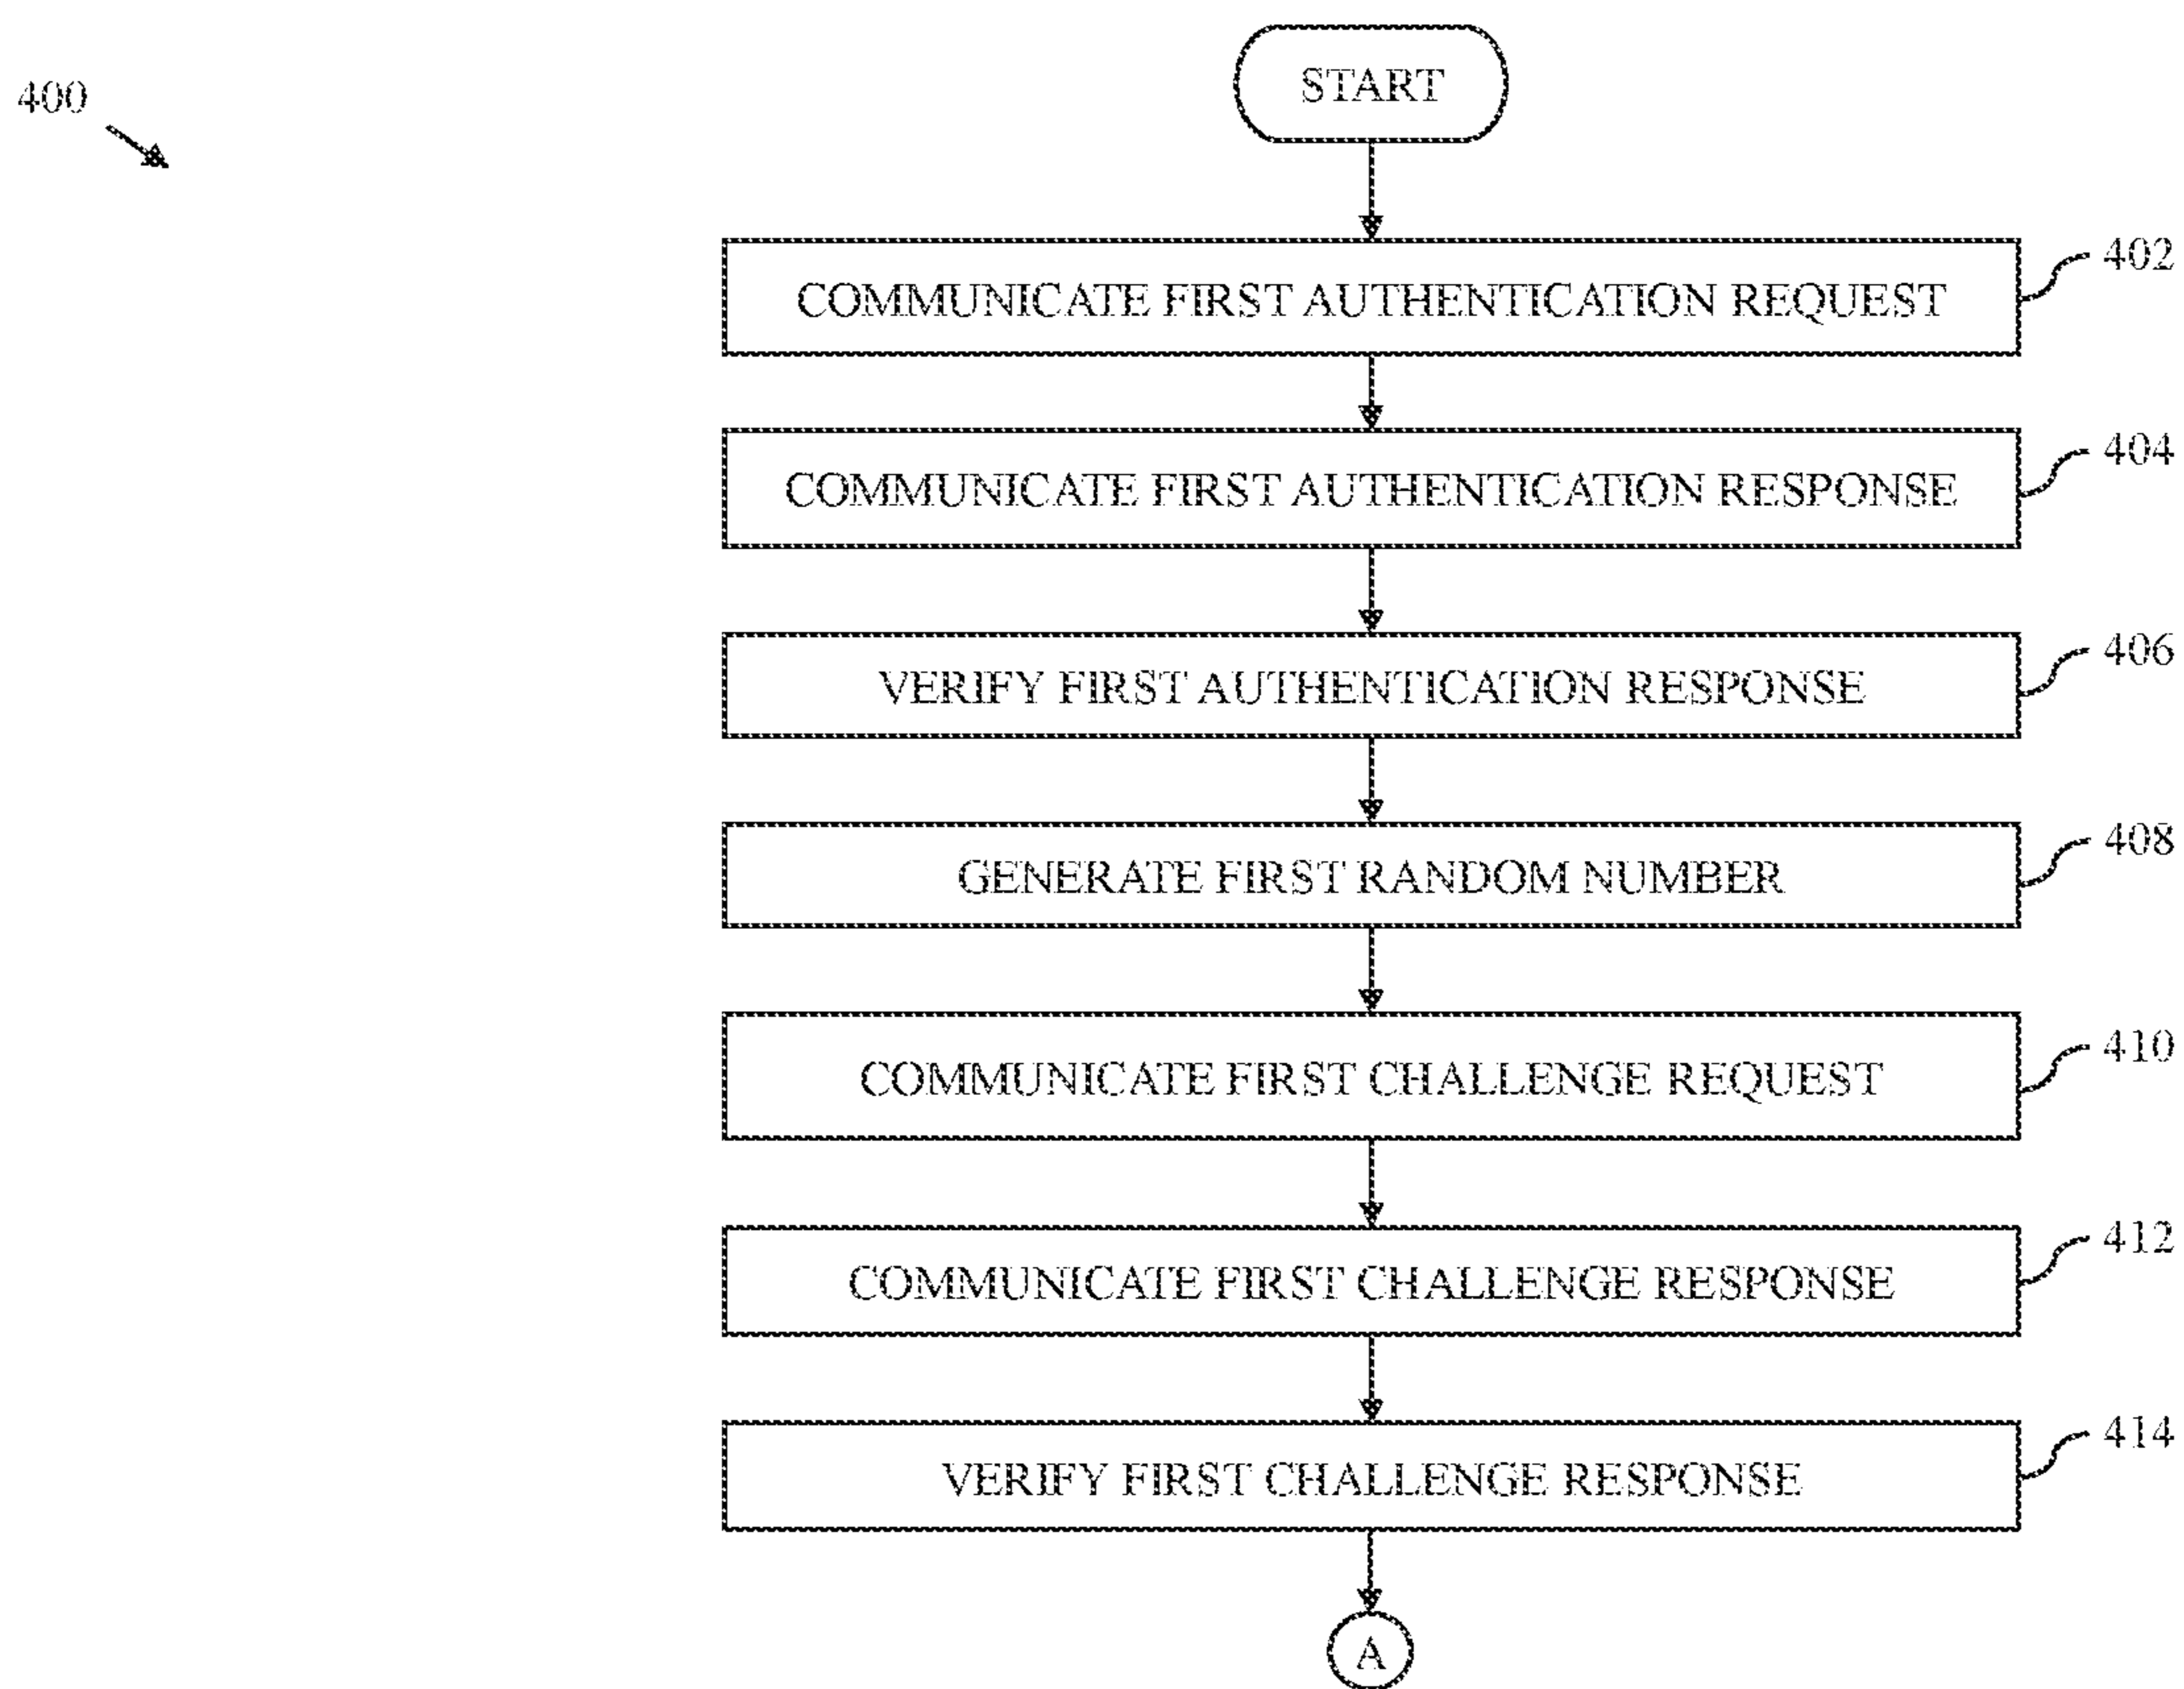 START
400
COMMUNICATE FIRST AUTHENTICATION REQUEST
402
COMMUNICATE FIRST AUTHENTICATION RESPONSE
404
VERIFY FIRST AUTHENTICATION RESPONSE
406
GENERATE FIRST RANDOM NUMBER
408
COMMUNICATE FIRST CHALLENGE REQUEST
410
COMMUNICATE FIRST CHALLENGE RESPONSE
412
VERIFY FIRST CHALLENGE RESPONSE
414
A